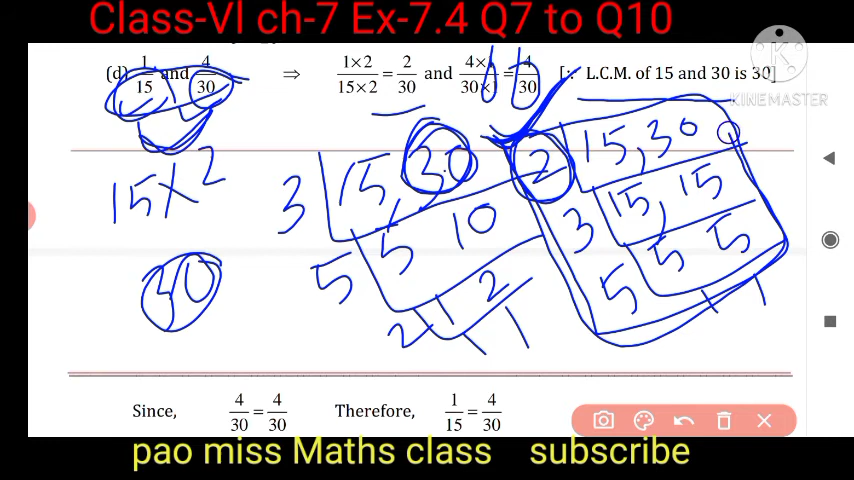 Class-VI ch-7 Ex-7.4 Q7 to Q10
(d) 1/15 and 4/30 ⇒ 1×2/15×2 = 2/30 and 4×1/30×1 = 4/30 [∵ L.C.M. of 15 and 30 is 30]
KINEMASTER
15×2
30
3 15, 30
5 5 10
2 1 2
1 1
2 15, 30
3 15, 15
5 5 5
1 1
Since, 4/30 = 4/30 Therefore, 1/15 = 4/30
pao miss Maths class subscribe